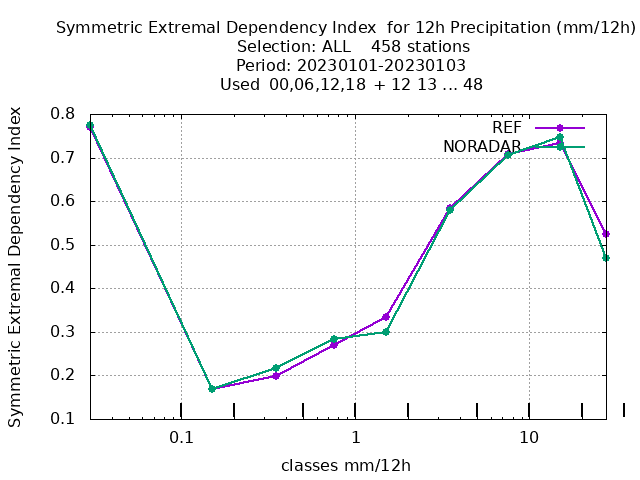 Symmetric Extremal Dependency Index  for 12h Precipitation (mm/12h)
Selection: ALL    458 stations
Period: 20230101-20230103
Used  00,06,12,18  + 12 13 ... 48
REF
NORADAR
Symmetric Extremal Dependency Index
0.8
0.7
0.6
0.5
0.4
0.3
0.2
0.1
0.1 1 10
classes mm/12h